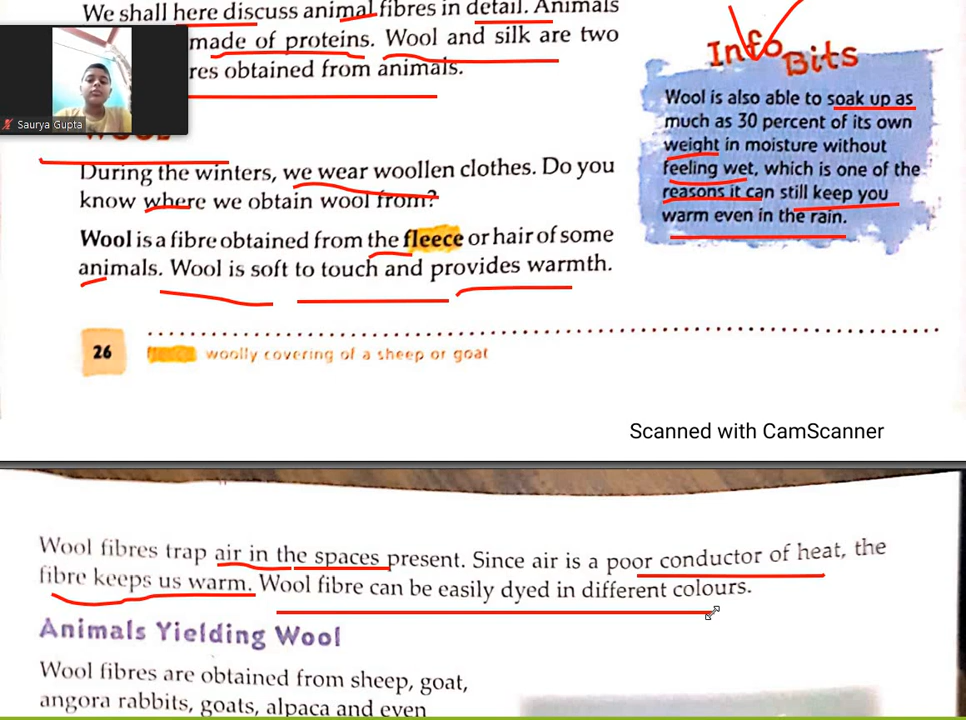 We shall here discuss animal fibres in detail. Animals
made of proteins. Wool and silk are two
res obtained from animals.
Saurya Gupta
During the winters, we wear woollen clothes. Do you
know where we obtain wool from?
Wool is a fibre obtained from the fleece or hair of some
animals. Wool is soft to touch and provides warmth.
Info Bits
Wool is also able to soak up as
much as 30 percent of its own
weight in moisture without
feeling wet, which is one of the
reasons it can still keep you
warm even in the rain.
26
woolly covering of a sheep or goat
Scanned with CamScanner
Wool fibres trap air in the spaces present. Since air is a poor conductor of heat, the
fibre keeps us warm. Wool fibre can be easily dyed in different colours.
Animals Yielding Wool
Wool fibres are obtained from sheep, goat,
angora rabbits, goats, alpaca and even